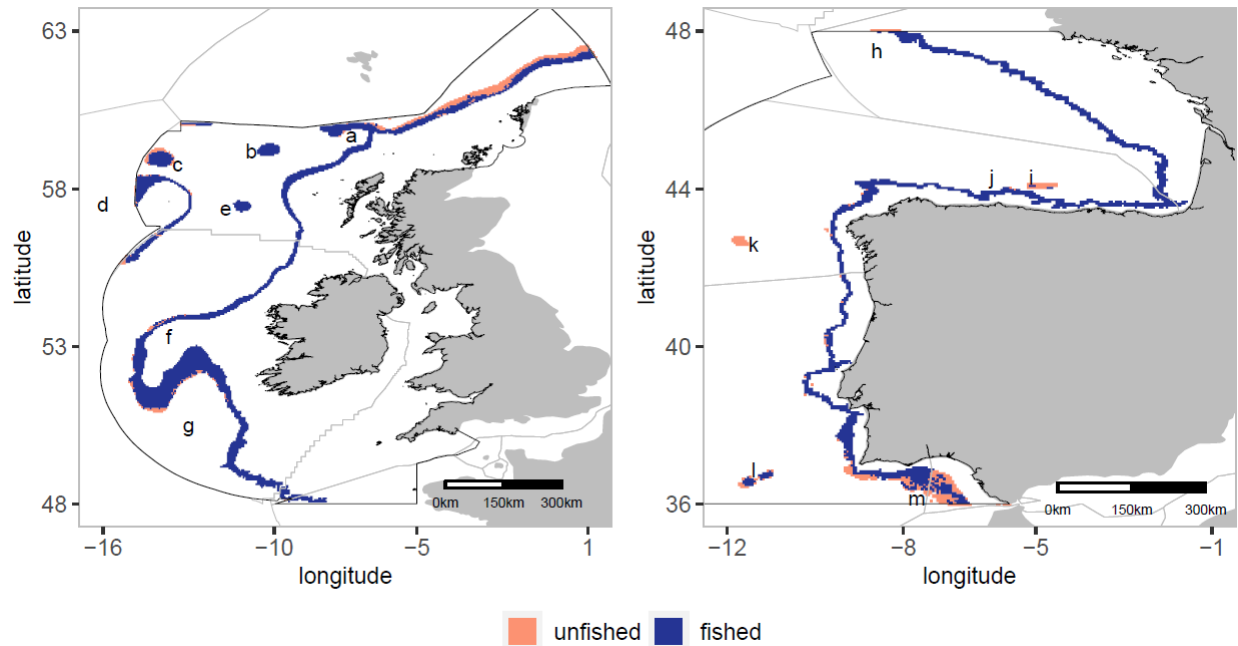 63
58
53
48
latitude
−16
−10
−5
1
longitude
a
b
c
d
e
f
g
0km 150km 300km
48
44
40
36
latitude
−12
−8
−5
−1
longitude
h
j i
k
l
m
0km 150km 300km
unfished fished